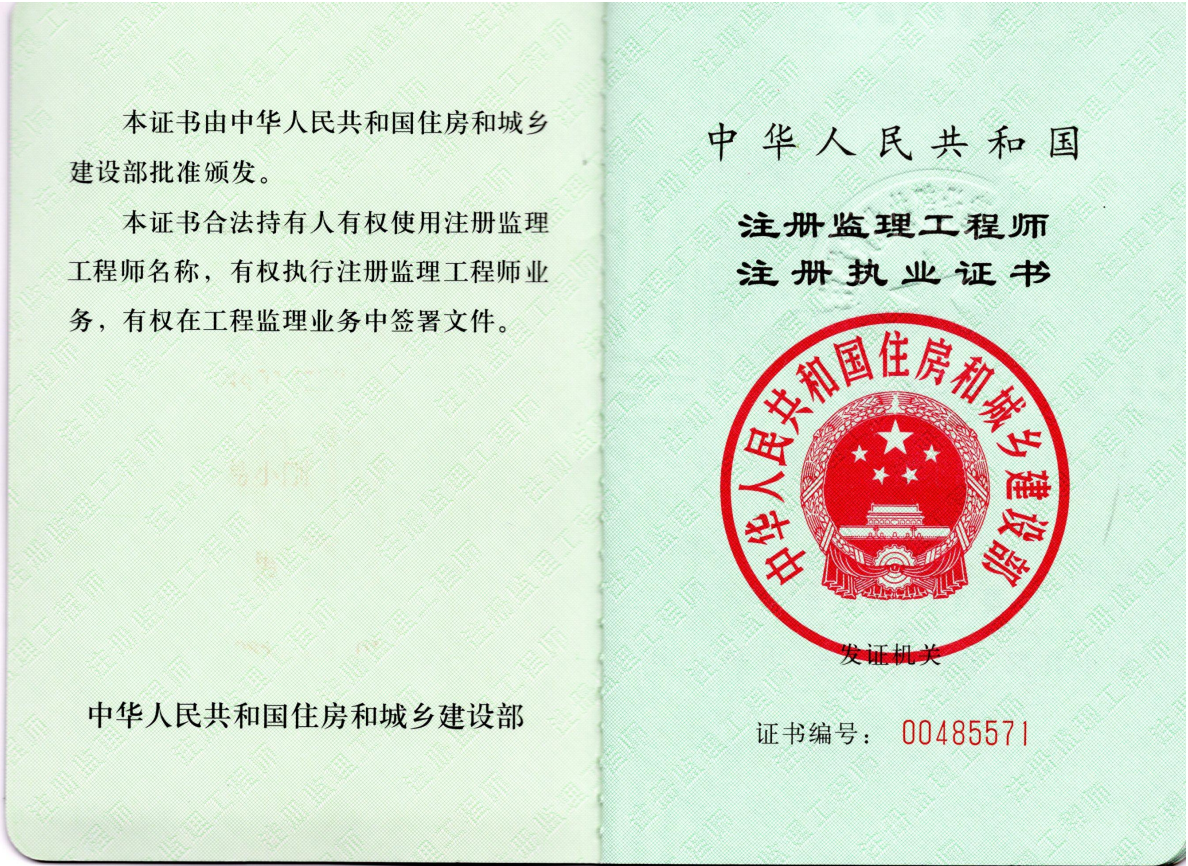 本证书由中华人民共和国住房和城乡
建设部批准颁发。
本证书合法持有人有权使用注册监理
工程师名称，有权执行注册监理工程师业
务，有权在工程监理业务中签署文件。
中华人民共和国住房和城乡建设部
中华人民共和国
注册监理工程师
注册执业证书
中华人民共和国住房和城乡建设部
发证机关
证书编号：00485571